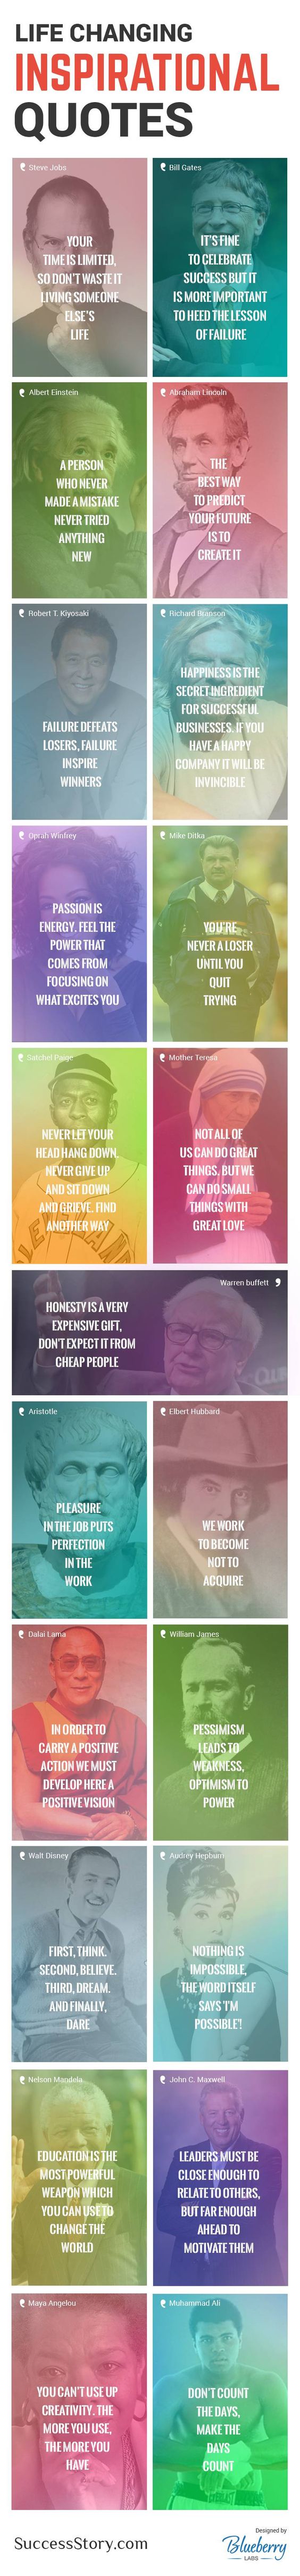 LIFE CHANGING
INSPIRATIONAL
QUOTES
Steve Jobs
YOUR
TIME IS LIMITED,
SO DON'T WASTE IT
LIVING SOMEONE
ELSE'S
LIFE
Bill Gates
IT'S FINE
TO CELEBRATE
SUCCESS BUT IT
IS MORE IMPORTANT
TO HEED THE LESSON
OF FAILURE
Albert Einstein
A PERSON
WHO NEVER
MADE A MISTAKE
NEVER TRIED
ANYTHING
NEW
Abraham Lincoln
THE
BEST WAY
TO PREDICT
YOUR FUTURE
IS TO
CREATE IT
Robert T. Kiyosaki
FAILURE DEFEATS
LOSERS, FAILURE
INSPIRE
WINNERS
Richard Branson
HAPPINESS IS THE
SECRET INGREDIENT
FOR SUCCESSFUL
BUSINESSES. IF YOU
HAVE A HAPPY
COMPANY IT WILL BE
INVINCIBLE
Oprah Winfrey
PASSION IS
ENERGY. FEEL THE
POWER THAT
COMES FROM
FOCUSING ON
WHAT EXCITES YOU
Mike Ditka
YOU'RE
NEVER A LOSER
UNTIL YOU
QUIT
TRYING
Satchel Paige
NEVER LET YOUR
HEAD HANG DOWN.
NEVER GIVE UP
AND SIT DOWN
AND GRIEVE. FIND
ANOTHER WAY
Mother Teresa
NOT ALL OF
US CAN DO GREAT
THINGS. BUT WE
CAN DO SMALL
THINGS WITH
GREAT LOVE
Warren buffett
HONESTY IS A VERY
EXPENSIVE GIFT,
DON'T EXPECT IT FROM
CHEAP PEOPLE
Aristotle
PLEASURE
IN THE JOB PUTS
PERFECTION
IN THE
WORK
Elbert Hubbard
WE WORK
TO BECOME
NOT TO
ACQUIRE
Dalai Lama
IN ORDER TO
CARRY A POSITIVE
ACTION WE MUST
DEVELOP HERE A
POSITIVE VISION
William James
PESSIMISM
LEADS TO
WEAKNESS,
OPTIMISM TO
POWER
Walt Disney
FIRST, THINK.
SECOND, BELIEVE.
THIRD, DREAM.
AND FINALLY,
DARE
Audrey Hepburn
NOTHING IS
IMPOSSIBLE,
THE WORD ITSELF
SAYS 'I'M
POSSIBLE'!
Nelson Mandela
EDUCATION IS THE
MOST POWERFUL
WEAPON WHICH
YOU CAN USE TO
CHANGE THE
WORLD
John C. Maxwell
LEADERS MUST BE
CLOSE ENOUGH TO
RELATE TO OTHERS,
BUT FAR ENOUGH
AHEAD TO
MOTIVATE THEM
Maya Angelou
YOU CAN'T USE UP
CREATIVITY. THE
MORE YOU USE,
THE MORE YOU
HAVE
Muhammad Ali
DON'T COUNT
THE DAYS,
MAKE THE
DAYS
COUNT
SuccessStory.com
Designed by
Blueberry
LABS